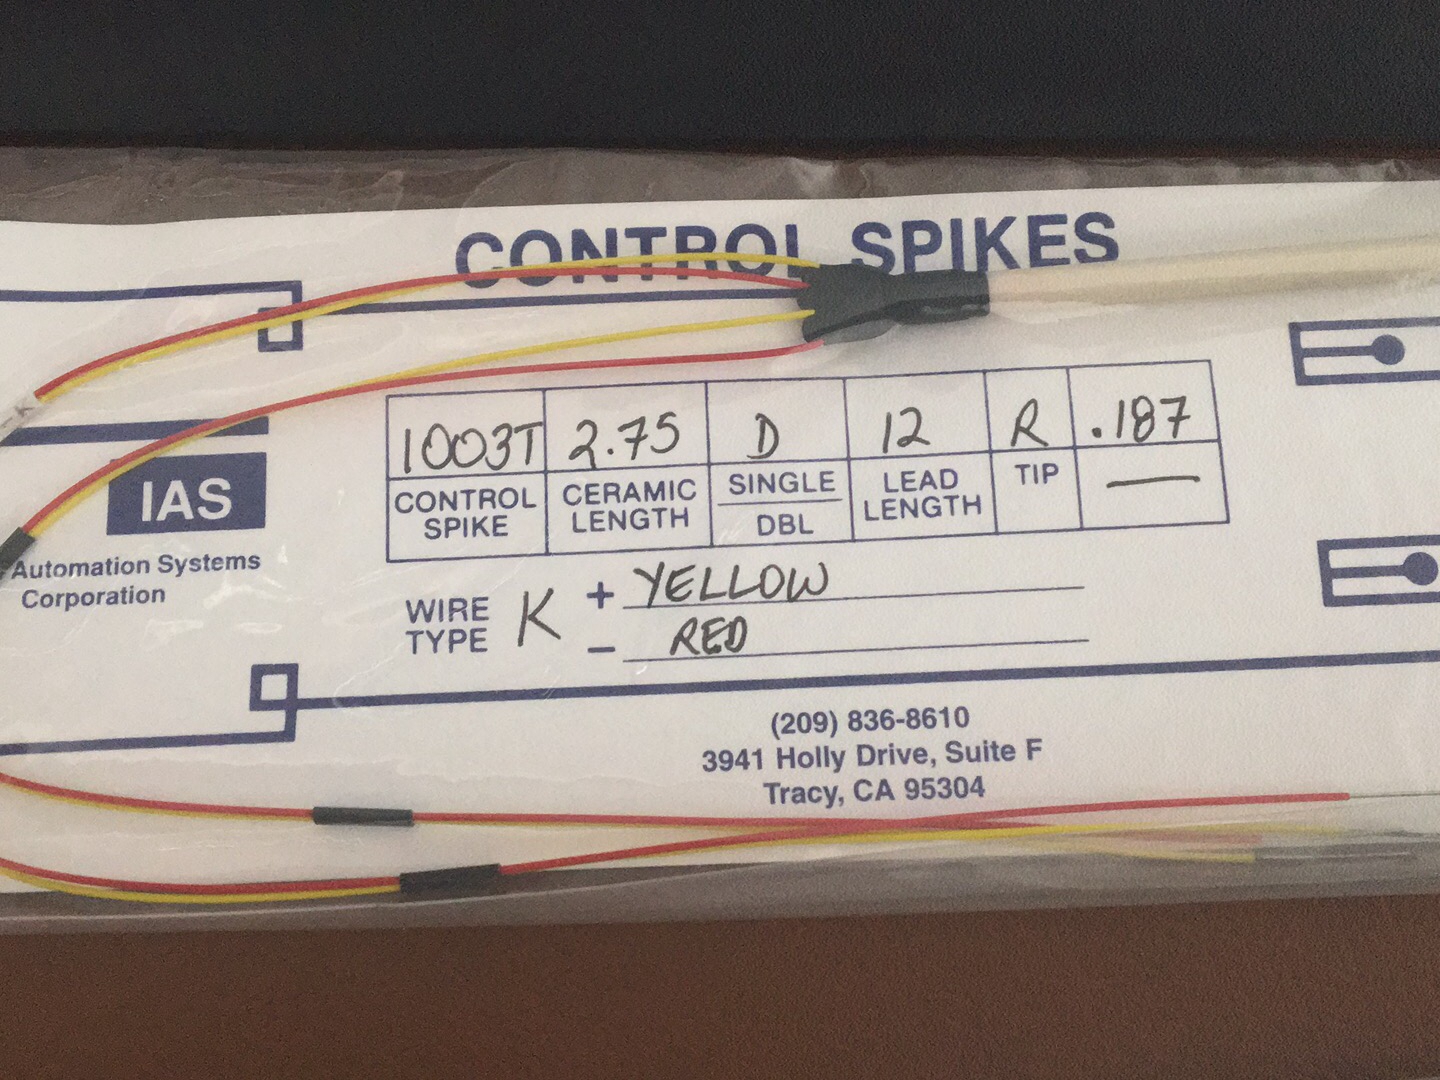 CONTROL SPIKES
1003T 2.75 D 12 R .187
CONTROL SPIKE CERAMIC LENGTH SINGLE DBL LEAD LENGTH TIP —
WIRE TYPE K + YELLOW
− RED
IAS
Automation Systems
Corporation
(209) 836-8610
3941 Holly Drive, Suite F
Tracy, CA 95304
K